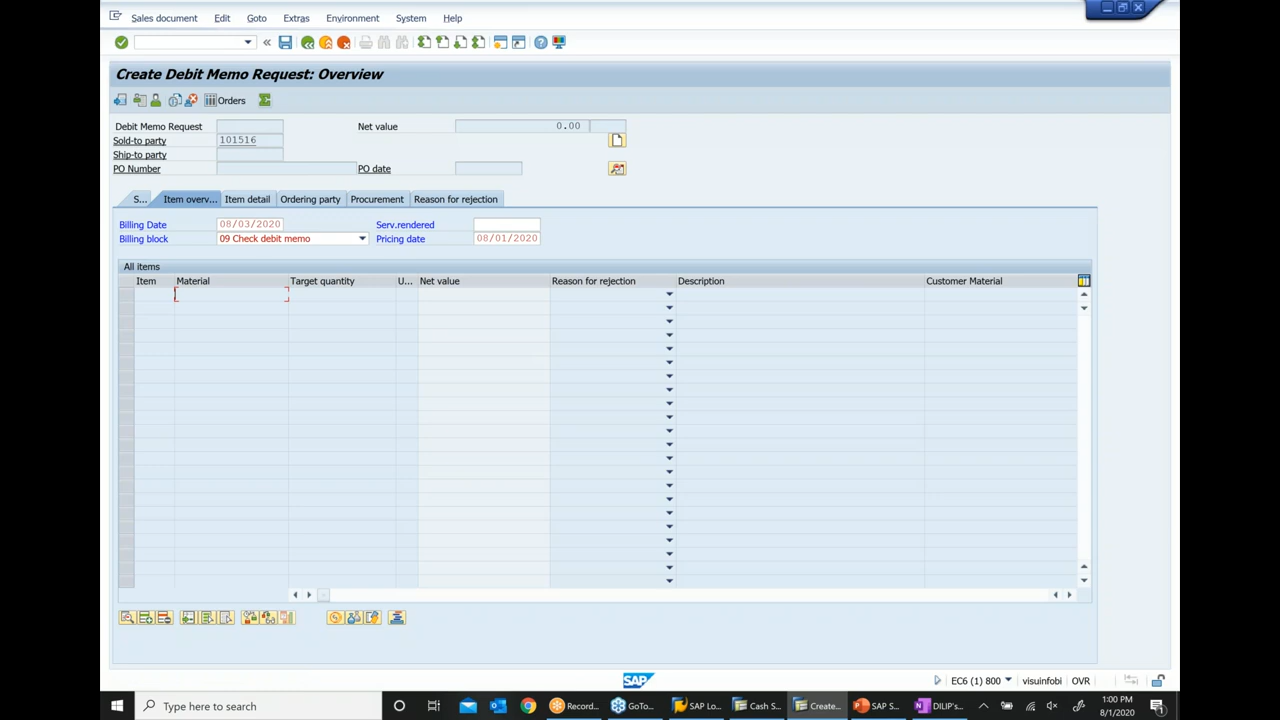 Sales document Edit Goto Extras Environment System Help
Create Debit Memo Request: Overview
Orders
Debit Memo Request Net value 0.00
Sold-to party 101516
Ship-to party
PO Number PO date
S... Item overv... Item detail Ordering party Procurement Reason for rejection
Billing Date 08/03/2020 Serv.rendered
Billing block 09 Check debit memo Pricing date 08/01/2020
All items
Item Material Target quantity U... Net value Reason for rejection Description Customer Material
SAP
EC6 (1) 800 visuinfobi OVR
Type here to search
Record... GoTo... SAP Lo... Cash S... Create... SAP S... DILIP's...
1:00 PM
8/1/2020
1